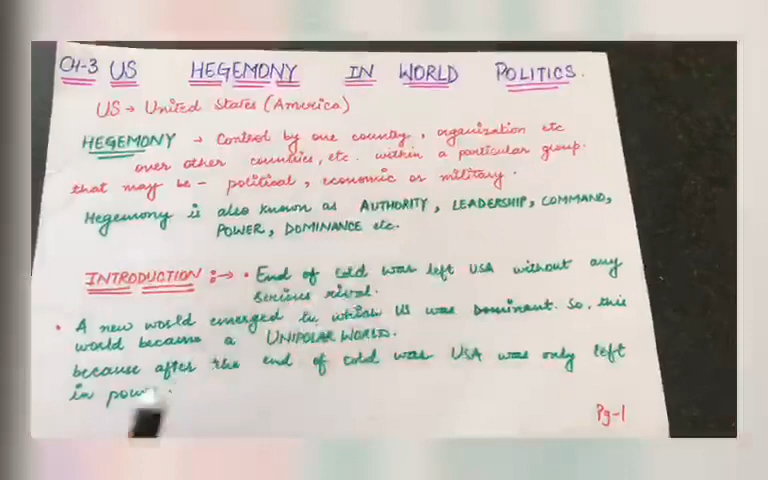 CH-3 US HEGEMONY IN WORLD POLITICS.
US → United States (America)
HEGEMONY → Control by one country, organization etc
over other countries, etc. within a particular group.
that may be - political, economic or military.
Hegemony is also known as AUTHORITY, LEADERSHIP, COMMAND,
POWER, DOMINANCE etc.
INTRODUCTION :→ • End of cold war left USA without any
serious rival.
• A new world emerged in which US was Dominant. So, this
world became a UNIPOLAR WORLD.
because after the end of cold war USA was only left
in power.
Pg-1